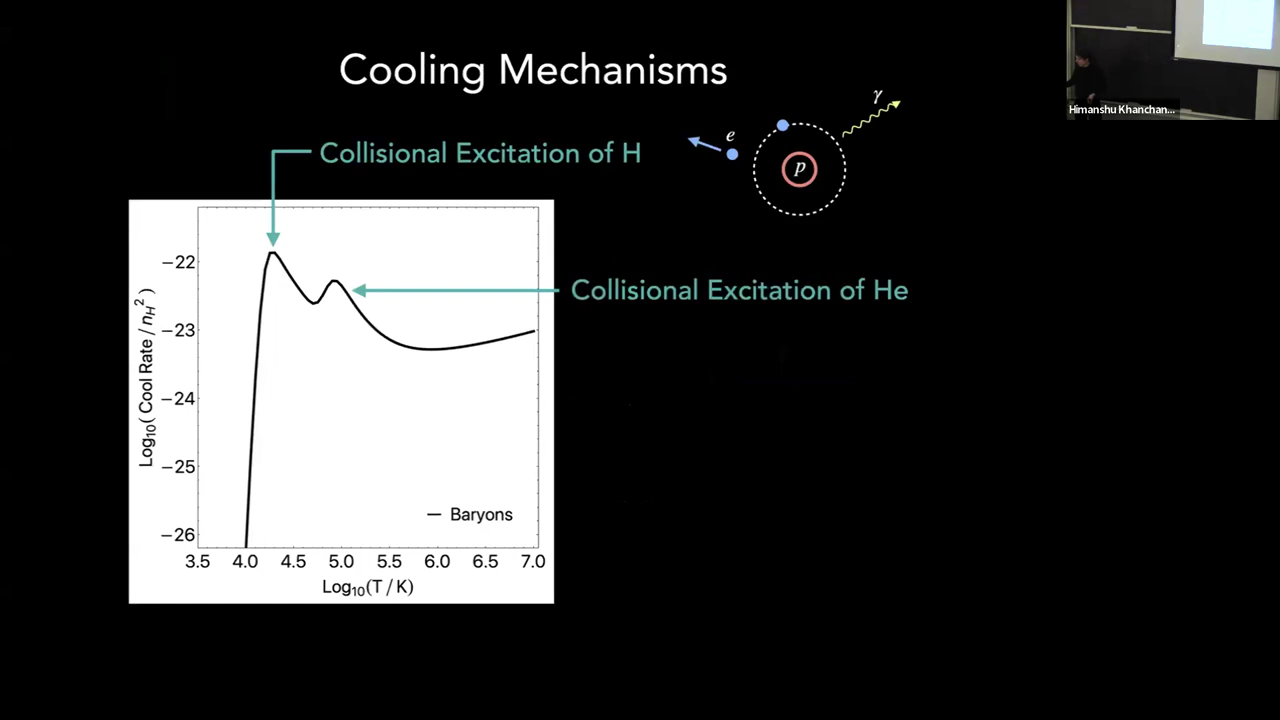 Cooling Mechanisms
Himanshu Khanchan...
γ
e
p
Collisional Excitation of H
Collisional Excitation of He
Log₁₀( Cool Rate / n_H² )
−22
−23
−24
−25
−26
— Baryons
3.5 4.0 4.5 5.0 5.5 6.0 6.5 7.0
Log₁₀(T / K)